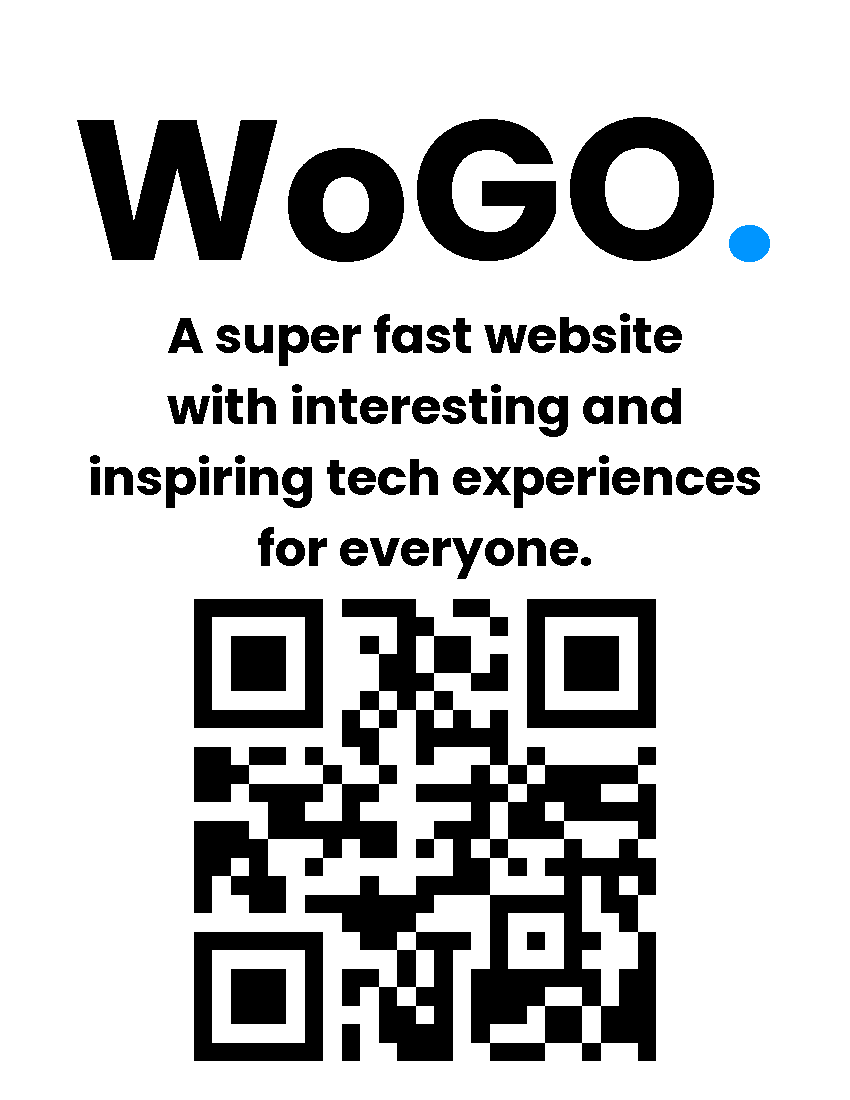 WoGO.
A super fast website
with interesting and
inspiring tech experiences
for everyone.